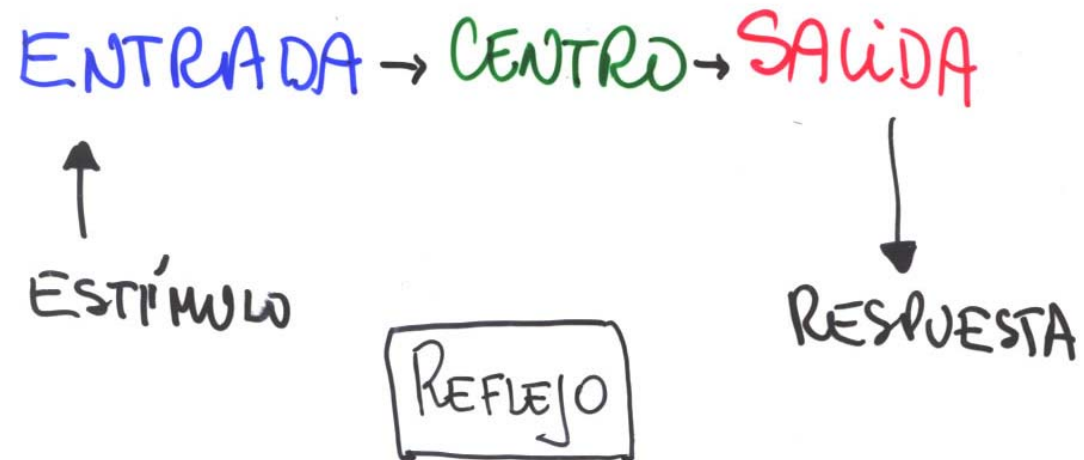 ENTRADA → CENTRO → SALiDA
ESTÍMULO
RESPUESTA
REFLEJO